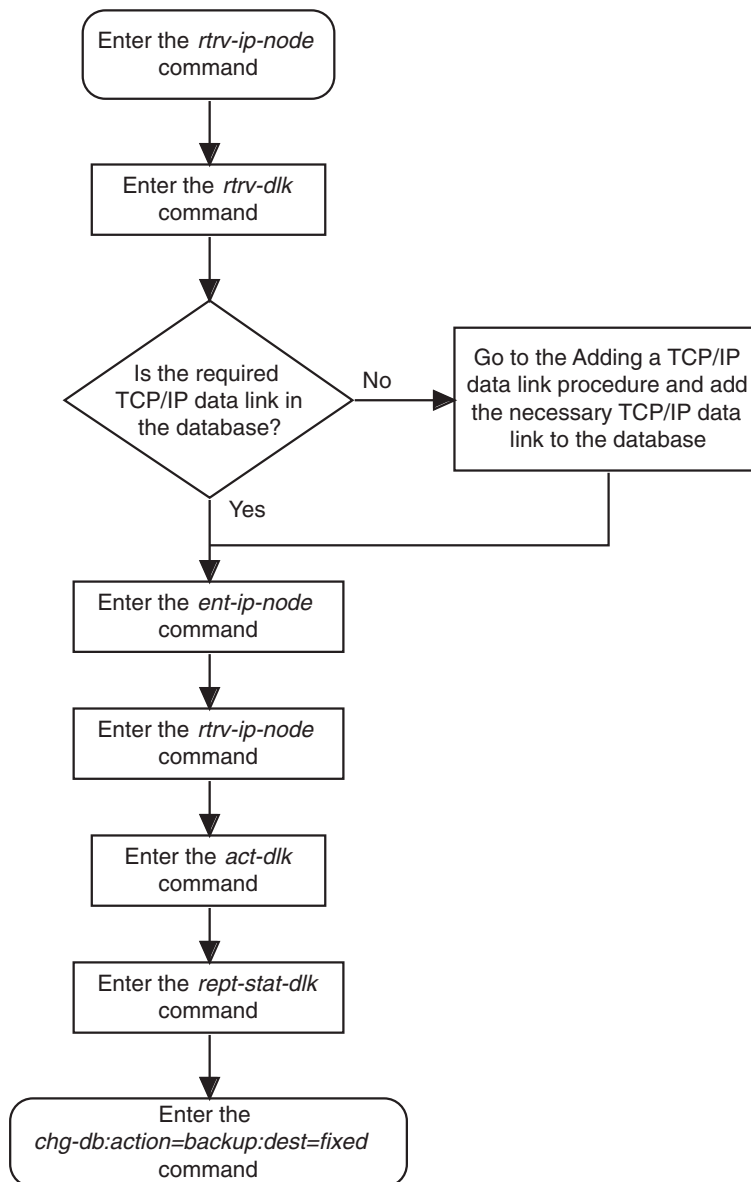 Enter the rtrv-ip-node
command
Enter the rtrv-dlk
command
Is the required
TCP/IP data link in
the database?
No
Go to the Adding a TCP/IP
data link procedure and add
the necessary TCP/IP data
link to the database
Yes
Enter the ent-ip-node
command
Enter the rtrv-ip-node
command
Enter the act-dlk
command
Enter the rept-stat-dlk
command
Enter the
chg-db:action=backup:dest=fixed
command